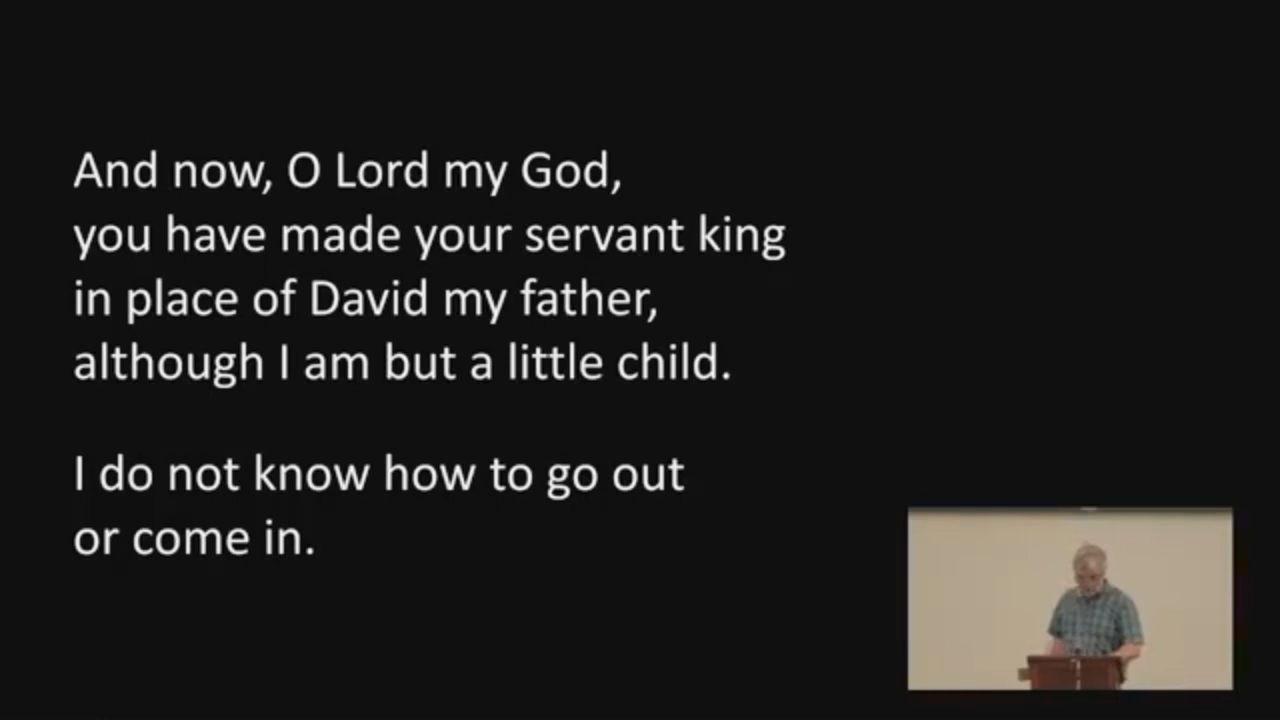 And now, O Lord my God,
you have made your servant king
in place of David my father,
although I am but a little child.
I do not know how to go out
or come in.